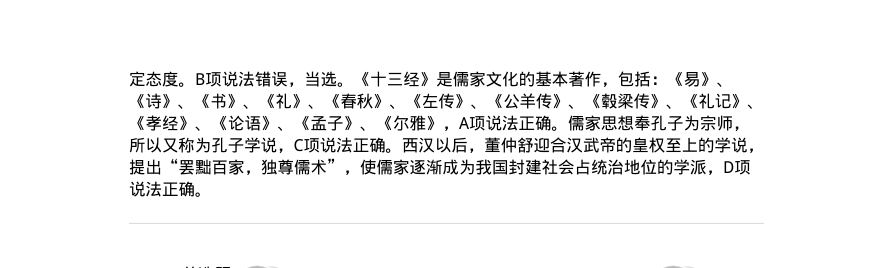 定态度。B项说法错误，当选。《十三经》是儒家文化的基本著作，包括：《易》、
《诗》、《书》、《礼》、《春秋》、《左传》、《公羊传》、《毂梁传》、《礼记》、
《孝经》、《论语》、《孟子》、《尔雅》，A项说法正确。儒家思想奉孔子为宗师，
所以又称为孔子学说，C项说法正确。西汉以后，董仲舒迎合汉武帝的皇权至上的学说，
提出“罢黜百家，独尊儒术”，使儒家逐渐成为我国封建社会占统治地位的学派，D项
说法正确。